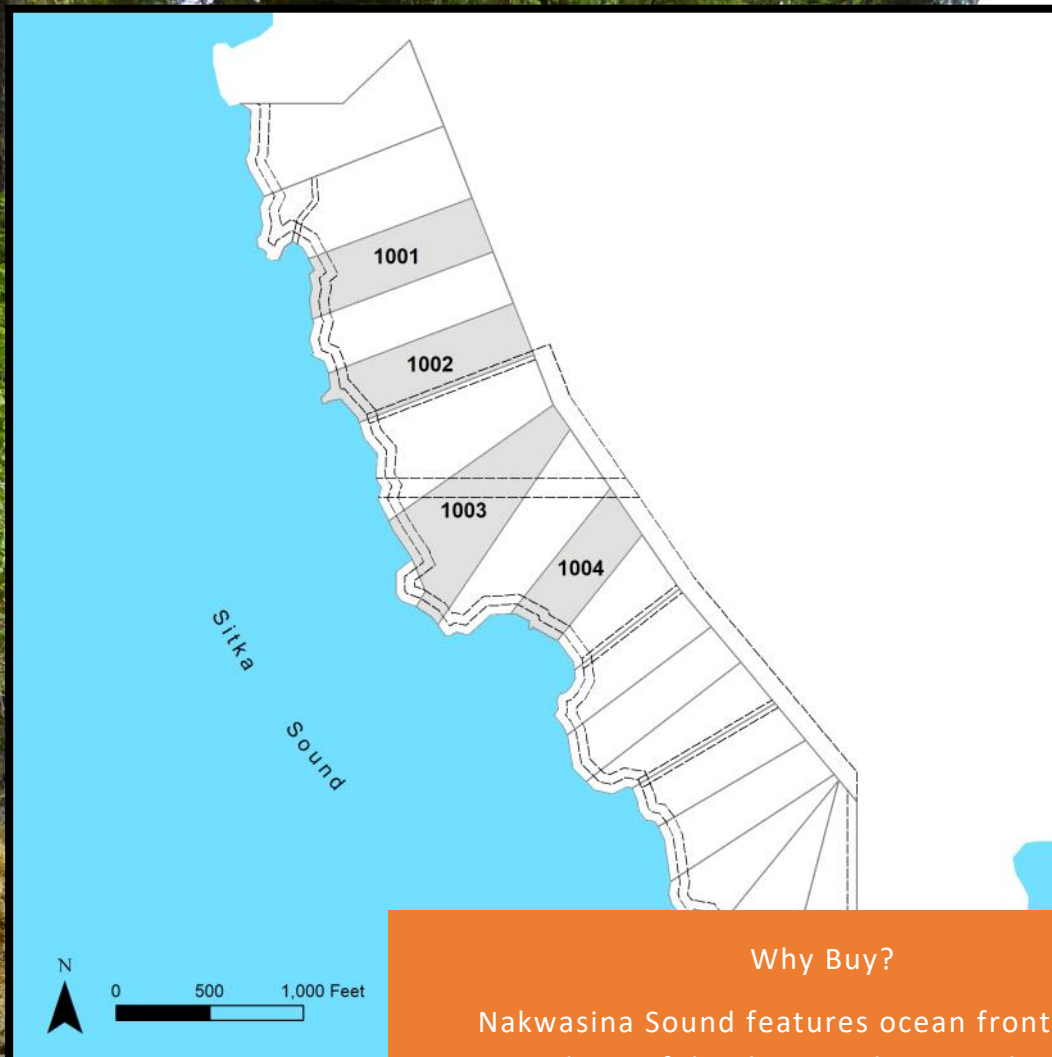 1001
1002
1003
1004
Sitka
Sound
N
0 500 1,000 Feet
Why Buy?
Nakwasina Sound features ocean front